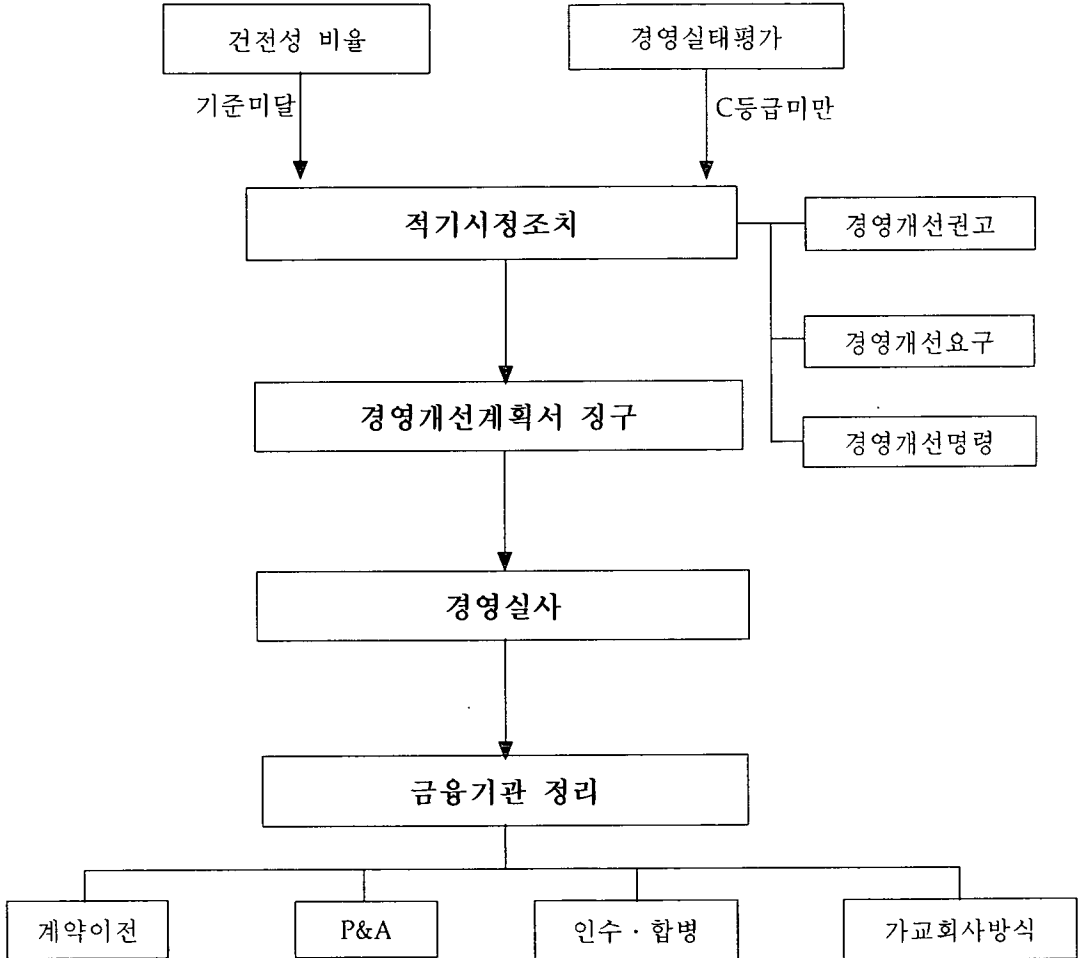 건전성 비율
경영실태평가
기준미달
C등급미만
적기시정조치
경영개선권고
경영개선요구
경영개선계획서 징구
경영개선명령
경영실사
금융기관 정리
계약이전
P&A
인수 · 합병
가교회사방식